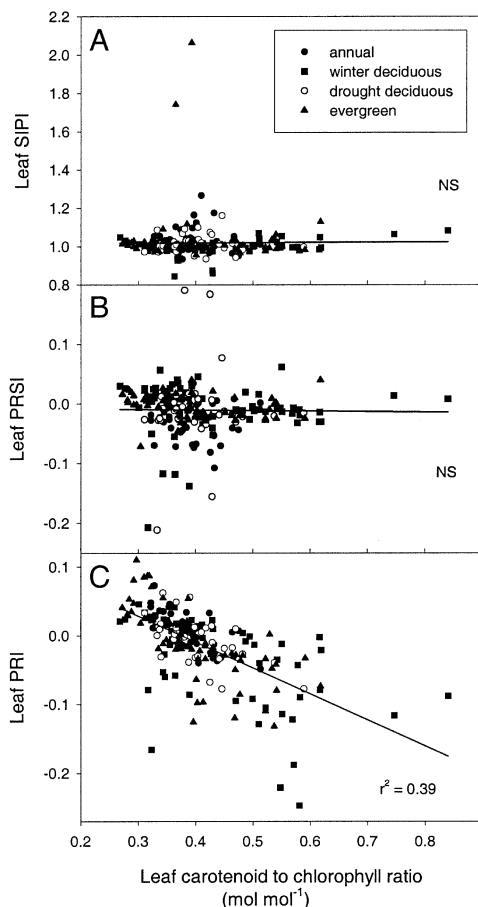 2.2
A
annual
winter deciduous
drought deciduous
evergreen
2.0
1.8
1.6
1.4
Leaf SIPI
NS
1.2
1.0
0.8
B
0.1
0.0
Leaf PRSI
-0.1
NS
-0.2
C
0.1
0.0
Leaf PRI
-0.1
-0.2
r² = 0.39
0.2 0.3 0.4 0.5 0.6 0.7 0.8
Leaf carotenoid to chlorophyll ratio
(mol mol⁻¹)